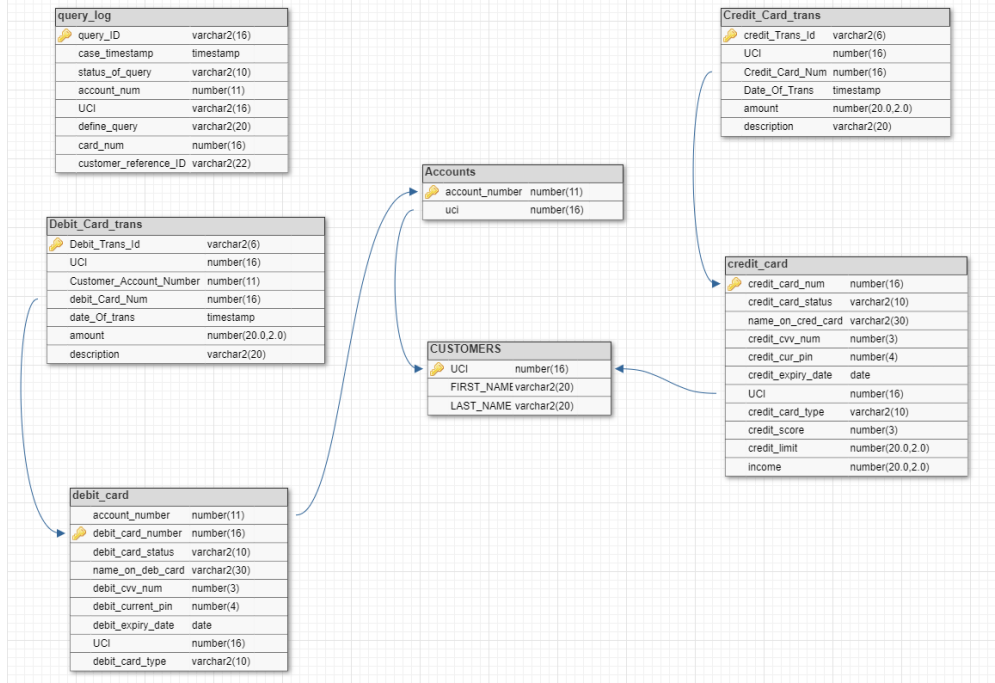 query_log
query_ID varchar2(16)
case_timestamp timestamp
status_of_query varchar2(10)
account_num number(11)
UCI varchar2(16)
define_query varchar2(20)
card_num number(16)
customer_reference_ID varchar2(22)
Credit_Card_trans
credit_Trans_Id varchar2(6)
UCI number(16)
Credit_Card_Num number(16)
Date_Of_Trans timestamp
amount number(20.0,2.0)
description varchar2(20)
Accounts
account_number number(11)
uci number(16)
Debit_Card_trans
Debit_Trans_Id varchar2(6)
UCI number(16)
Customer_Account_Number number(11)
debit_Card_Num number(16)
date_Of_trans timestamp
amount number(20.0,2.0)
description varchar2(20)
credit_card
credit_card_num number(16)
credit_card_status varchar2(10)
name_on_cred_card varchar2(30)
credit_cvv_num number(3)
credit_cur_pin number(4)
credit_expiry_date date
UCI number(16)
credit_card_type varchar2(10)
credit_score number(3)
credit_limit number(20.0,2.0)
income number(20.0,2.0)
CUSTOMERS
UCI number(16)
FIRST_NAME varchar2(20)
LAST_NAME varchar2(20)
debit_card
account_number number(11)
debit_card_number number(16)
debit_card_status varchar2(10)
name_on_deb_card varchar2(30)
debit_cvv_num number(3)
debit_current_pin number(4)
debit_expiry_date date
UCI number(16)
debit_card_type varchar2(10)